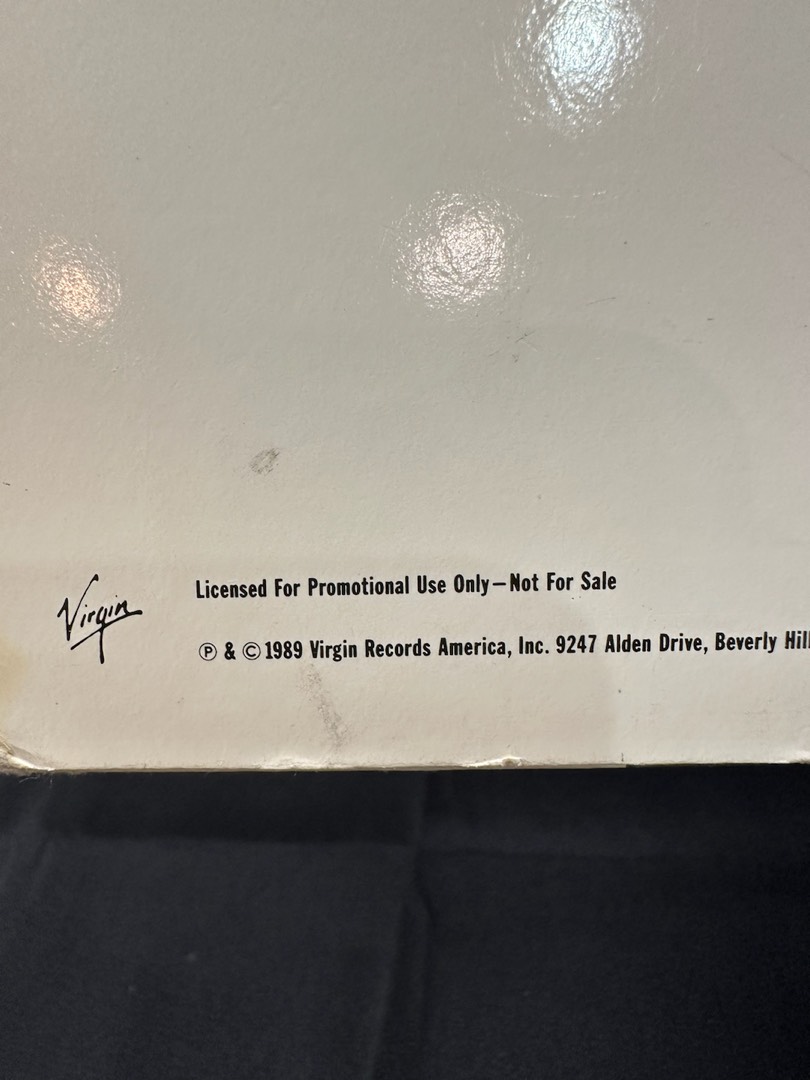 Virgin
Licensed For Promotional Use Only—Not For Sale
Ⓟ & © 1989 Virgin Records America, Inc. 9247 Alden Drive, Beverly